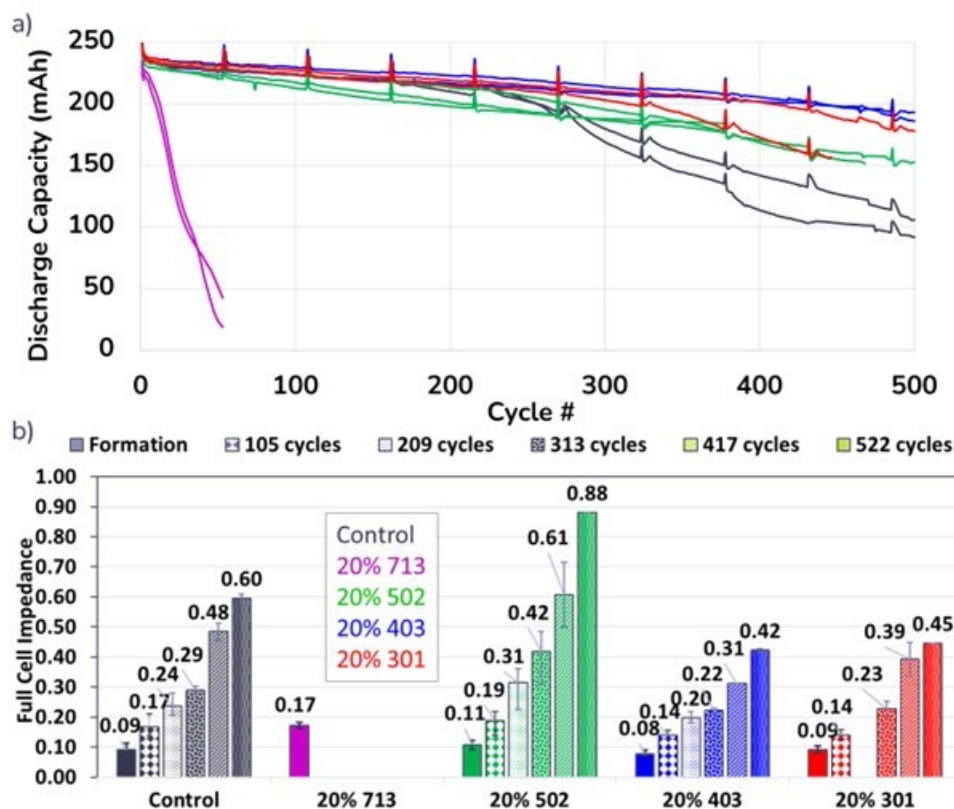 a)
250
200
150
100
50
0
Discharge Capacity (mAh)
0 100 200 300 400 500
Cycle #
b)
Formation 105 cycles 209 cycles 313 cycles 417 cycles 522 cycles
1.00
0.90
0.80
0.70
0.60
0.50
0.40
0.30
0.20
0.10
0.00
Full Cell Impedance
Control
20% 713
20% 502
20% 403
20% 301
0.09 0.17 0.24 0.29 0.48 0.60
0.17
0.11 0.19 0.31 0.42 0.61 0.88
0.08 0.14 0.20 0.22 0.31 0.42
0.09 0.14 0.23 0.39 0.45
Control 20% 713 20% 502 20% 403 20% 301